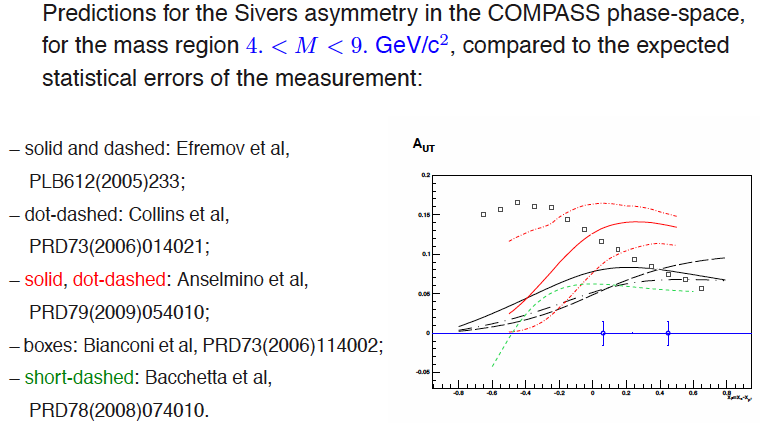 Predictions for the Sivers asymmetry in the COMPASS phase-space,
for the mass region 4. < M < 9. GeV/c², compared to the expected
statistical errors of the measurement:
– solid and dashed: Efremov et al,
PLB612(2005)233;
– dot-dashed: Collins et al,
PRD73(2006)014021;
– solid, dot-dashed: Anselmino et al,
PRD79(2009)054010;
– boxes: Bianconi et al, PRD73(2006)114002;
– short-dashed: Bacchetta et al,
PRD78(2008)074010.
A_UT
0.2
0.15
0.1
0.05
0
-0.05
-0.8 -0.6 -0.4 -0.2 0 0.2 0.4 0.6 0.8